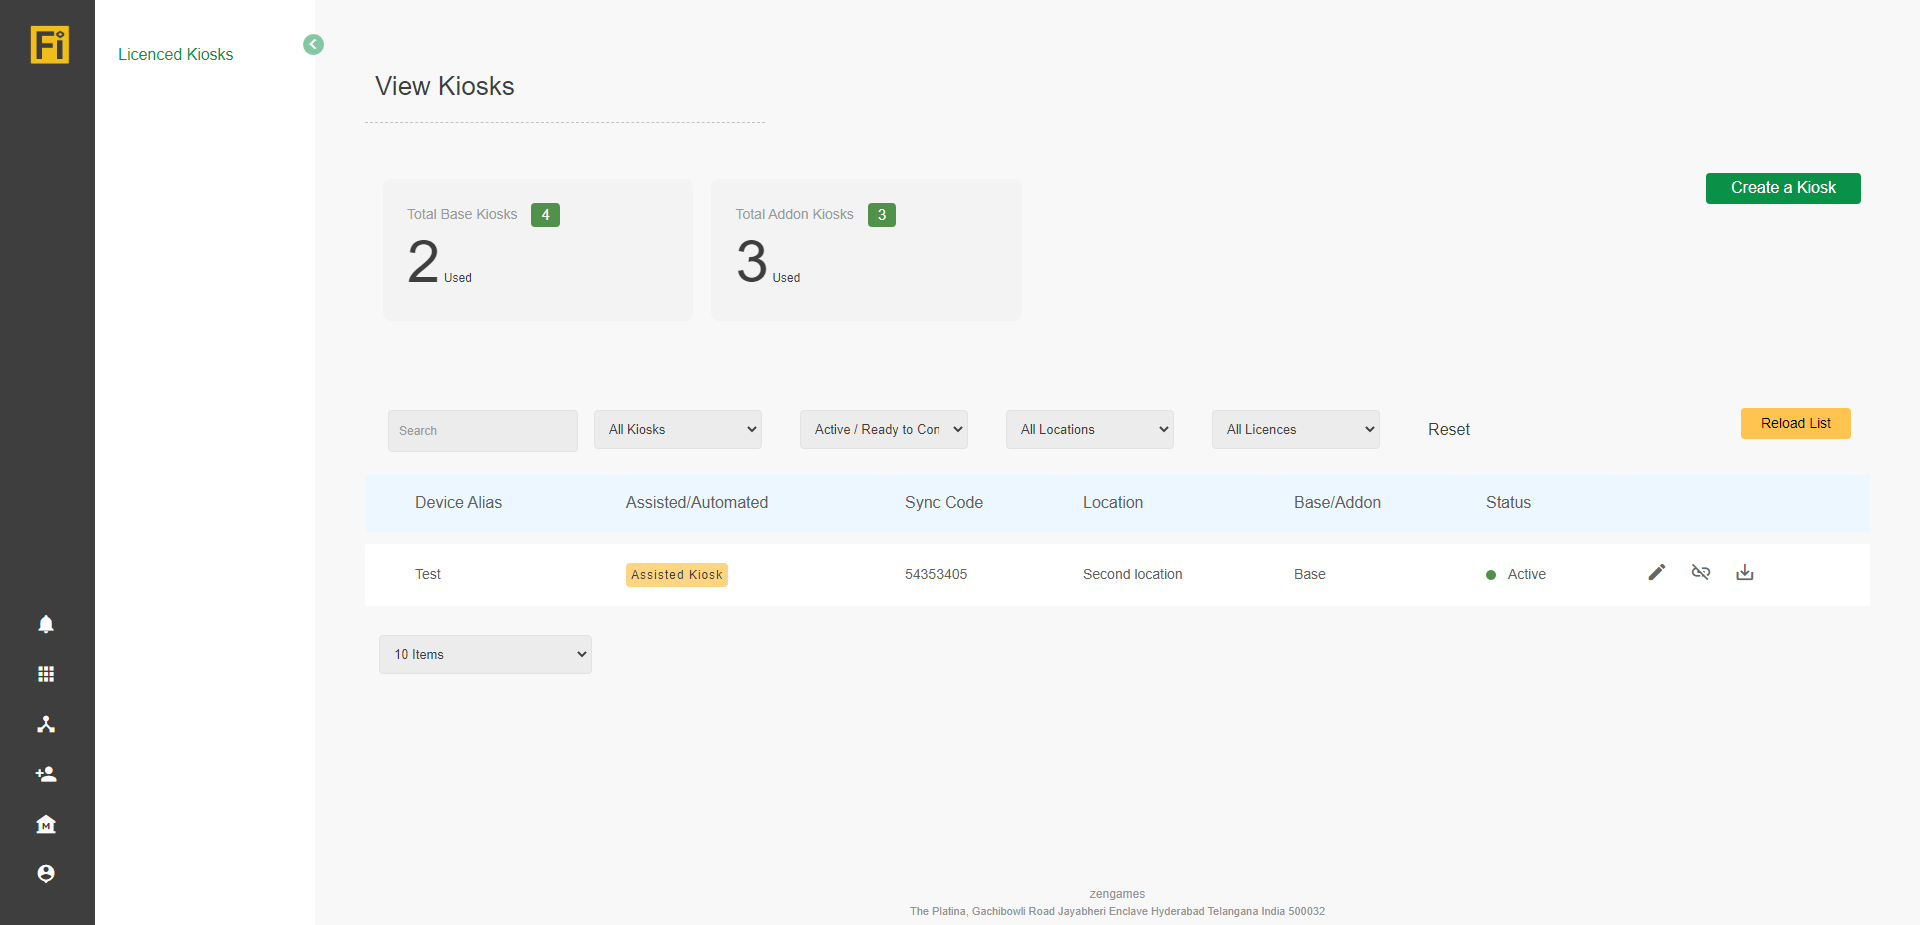 Fi
Licenced Kiosks
View Kiosks
Create a Kiosk
Total Base Kiosks 4
2 Used
Total Addon Kiosks 3
3 Used
Search
All Kiosks
Active / Ready to Con
All Locations
All Licences
Reset
Reload List
Device Alias Assisted/Automated Sync Code Location Base/Addon Status
Test Assisted Kiosk 54353405 Second location Base Active
10 Items
M
zengames
The Platina, Gachibowli Road Jayabheri Enclave Hyderabad Telangana India 500032